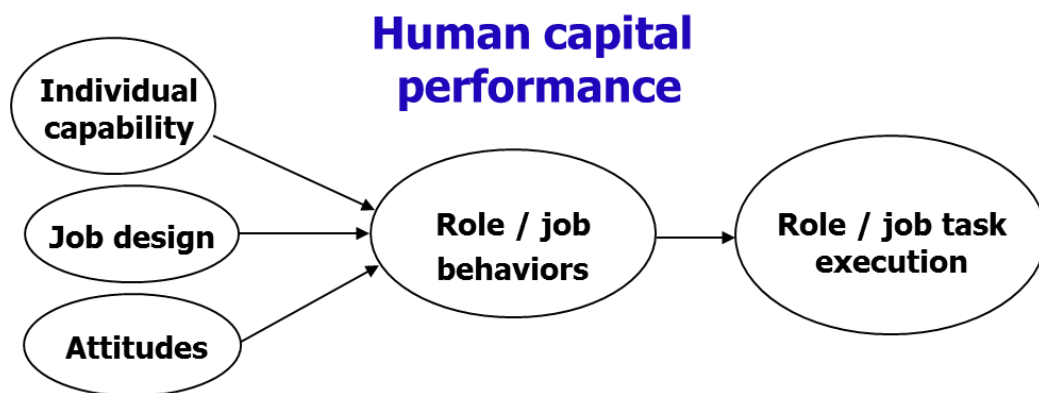 Human capital
performance
Individual
capability
Job design
Attitudes
Role / job
behaviors
Role / job task
execution